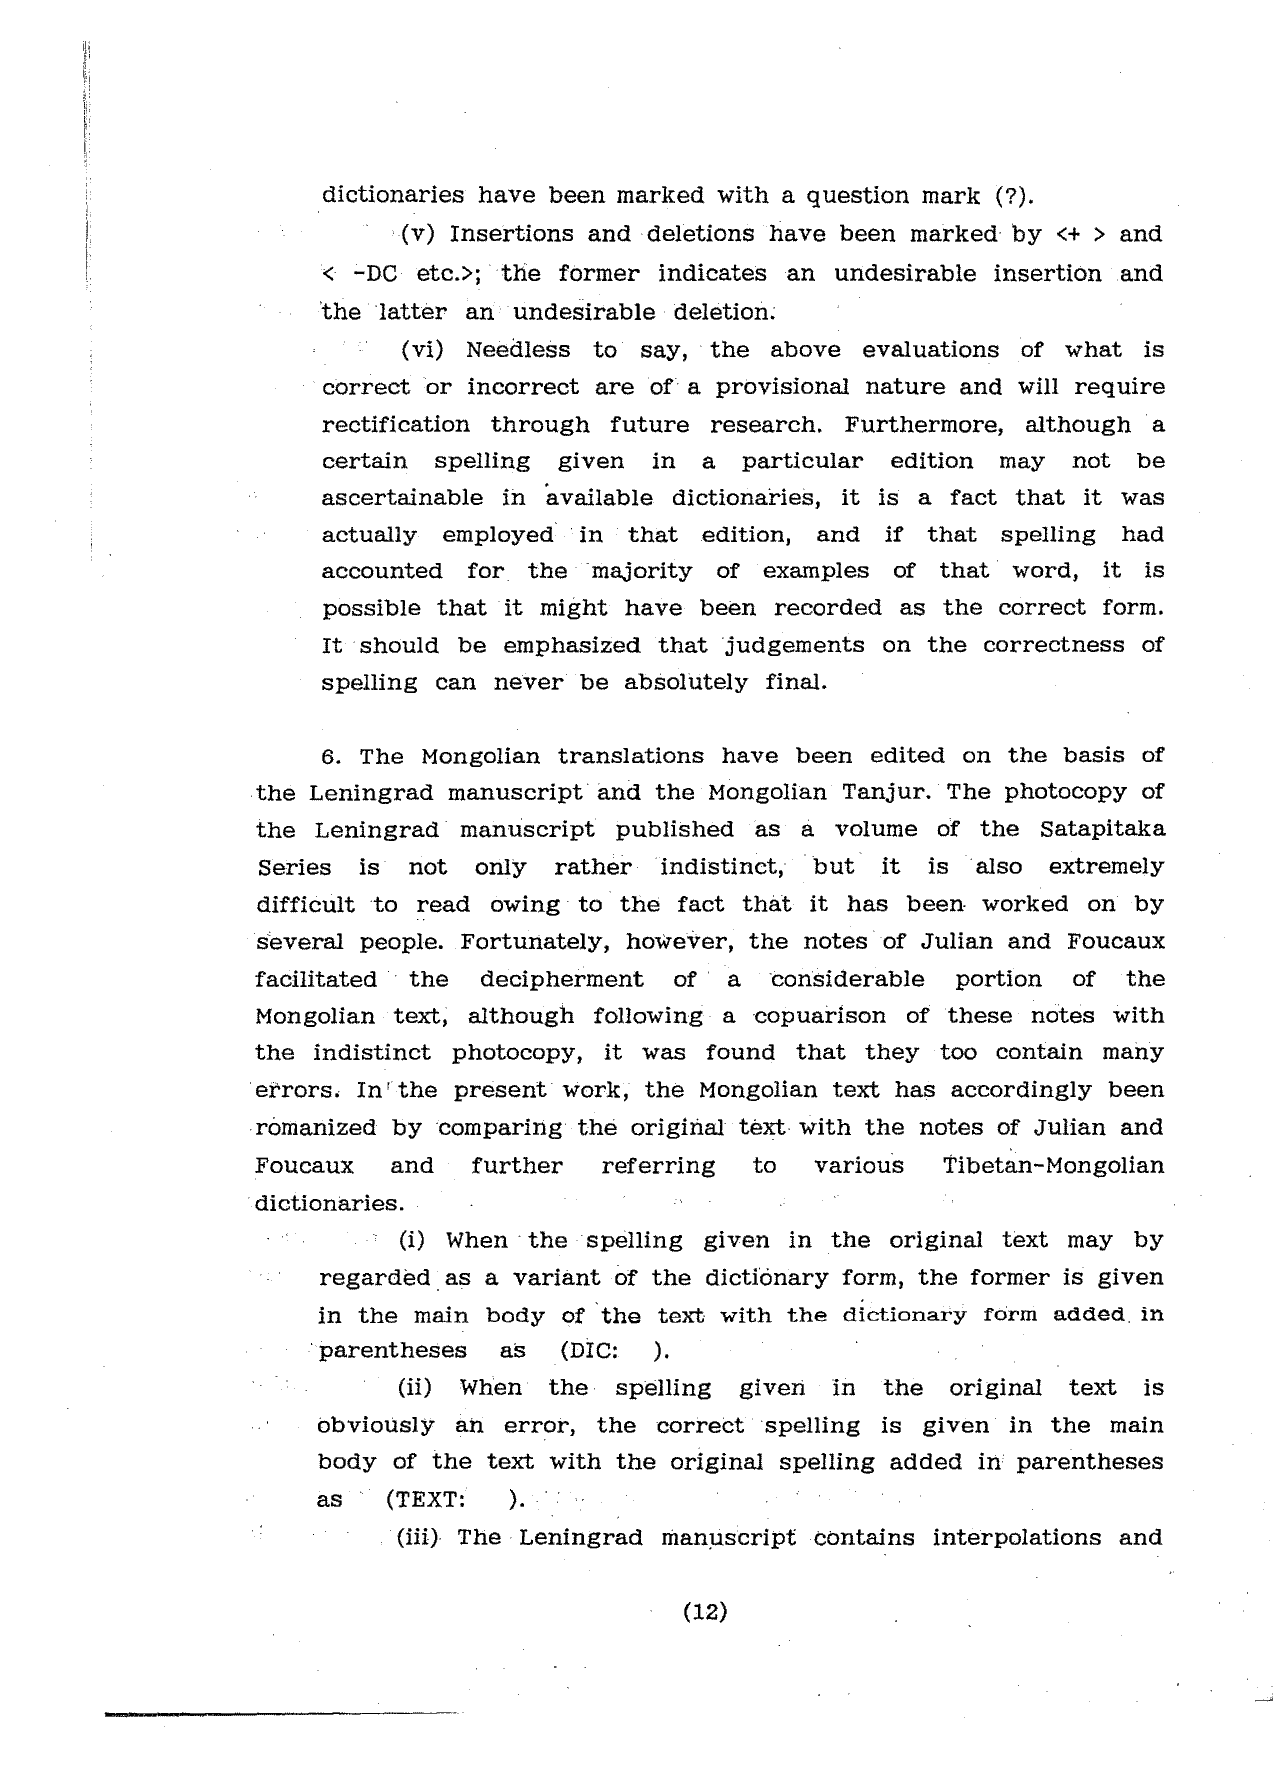 dictionaries have been marked with a question mark (?).
(v) Insertions and deletions have been marked by <+ > and
< -DC etc.>; the former indicates an undesirable insertion and
the latter an undesirable deletion.
(vi) Needless to say, the above evaluations of what is
correct or incorrect are of a provisional nature and will require
rectification through future research. Furthermore, although a
certain spelling given in a particular edition may not be
ascertainable in available dictionaries, it is a fact that it was
actually employed in that edition, and if that spelling had
accounted for the majority of examples of that word, it is
possible that it might have been recorded as the correct form.
It should be emphasized that judgements on the correctness of
spelling can never be absolutely final.
6. The Mongolian translations have been edited on the basis of
the Leningrad manuscript and the Mongolian Tanjur. The photocopy of
the Leningrad manuscript published as a volume of the Satapitaka
Series is not only rather indistinct, but it is also extremely
difficult to read owing to the fact that it has been worked on by
several people. Fortunately, however, the notes of Julian and Foucaux
facilitated the decipherment of a considerable portion of the
Mongolian text, although following a copuarison of these notes with
the indistinct photocopy, it was found that they too contain many
errors. In the present work, the Mongolian text has accordingly been
romanized by comparing the original text with the notes of Julian and
Foucaux and further referring to various Tibetan-Mongolian
dictionaries.
(i) When the spelling given in the original text may by
regarded as a variant of the dictionary form, the former is given
in the main body of the text with the dictionary form added in
parentheses as (DIC: ).
(ii) When the spelling given in the original text is
obviously an error, the correct spelling is given in the main
body of the text with the original spelling added in parentheses
as (TEXT: ).
(iii) The Leningrad manuscript contains interpolations and
(12)